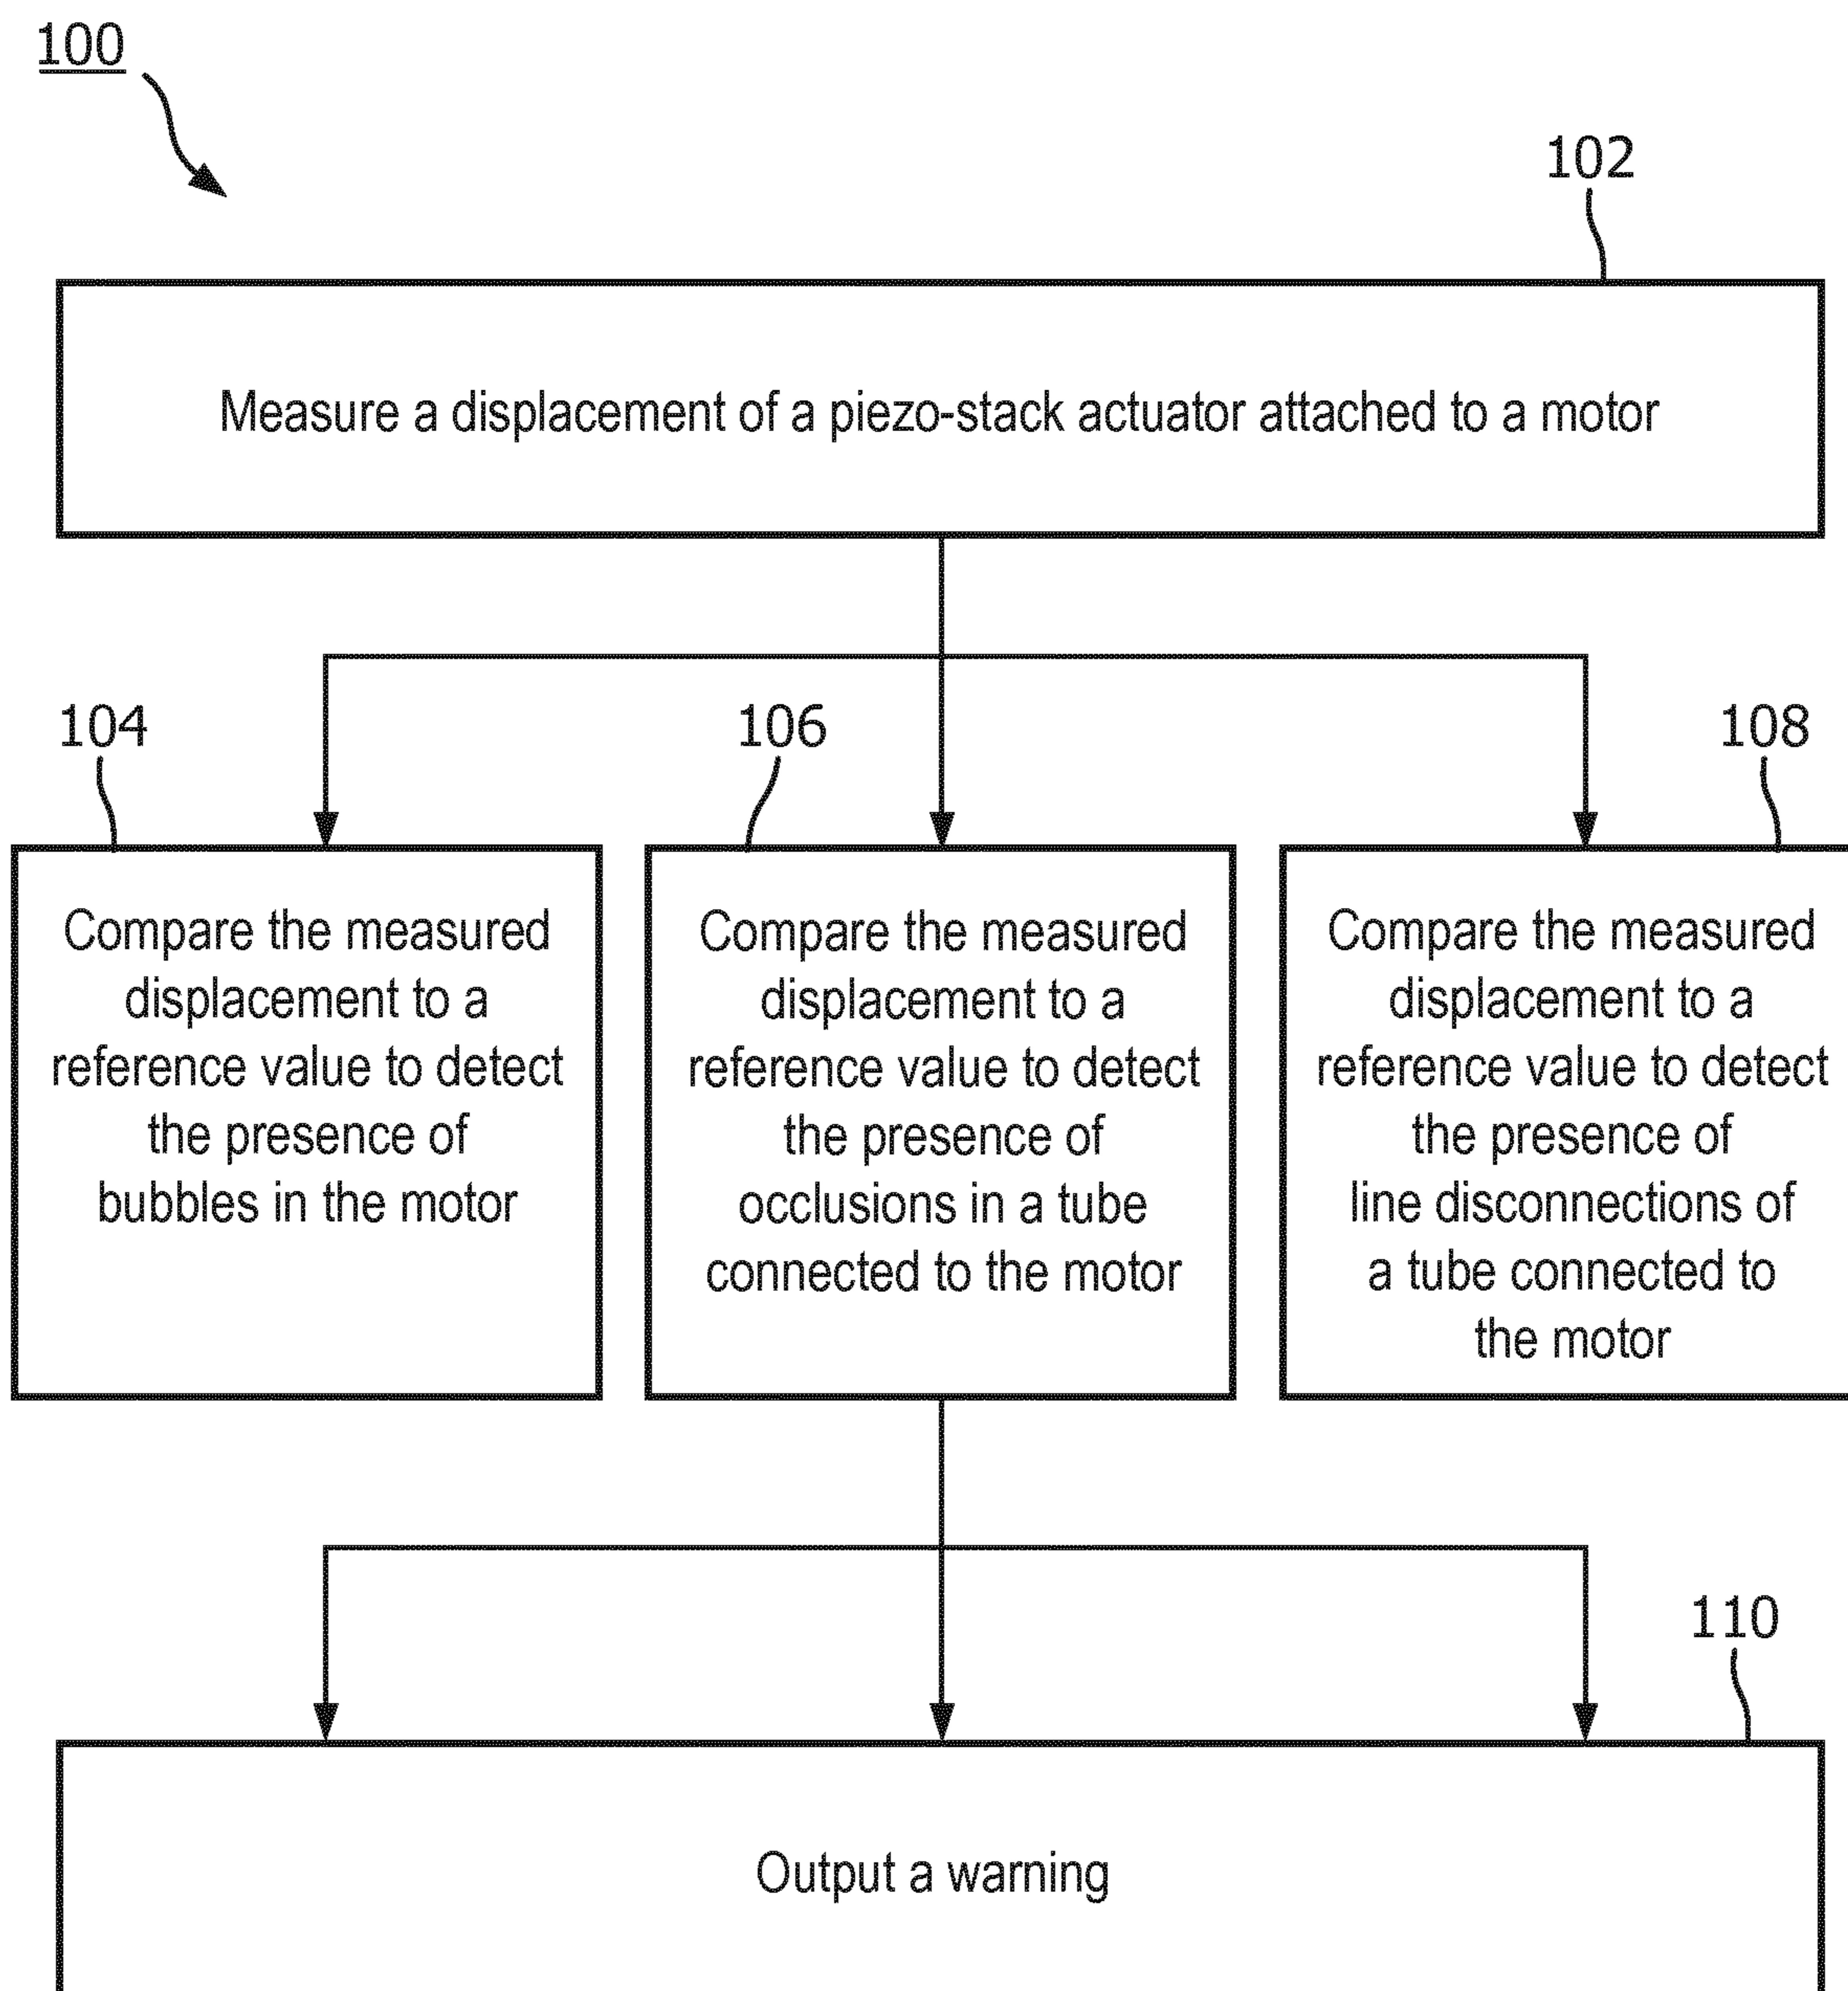 100
102
Measure a displacement of a piezo-stack actuator attached to a motor
104
106
108
Compare the measured
displacement to a
reference value to detect
the presence of
bubbles in the motor
Compare the measured
displacement to a
reference value to detect
the presence of
occlusions in a tube
connected to the motor
Compare the measured
displacement to a
reference value to detect
the presence of
line disconnections of
a tube connected to
the motor
110
Output a warning